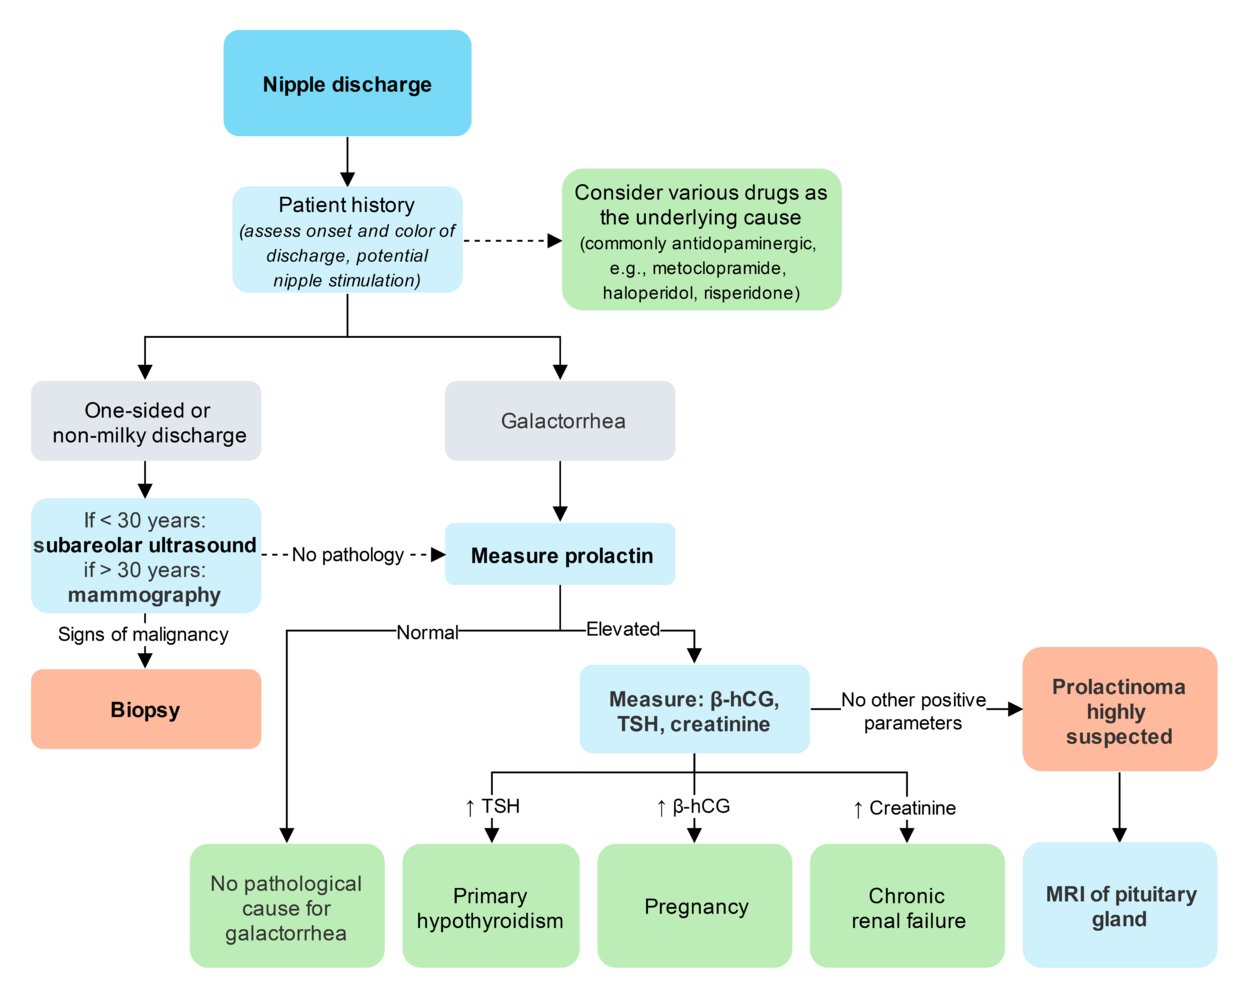 Nipple discharge
Patient history
(assess onset and color of
discharge, potential
nipple stimulation)
Consider various drugs as
the underlying cause
(commonly antidopaminergic,
e.g., metoclopramide,
haloperidol, risperidone)
One-sided or
non-milky discharge
Galactorrhea
If < 30 years:
subareolar ultrasound
if > 30 years:
mammography
No pathology
Measure prolactin
Signs of malignancy
Normal
Elevated
Biopsy
Measure: β-hCG,
TSH, creatinine
No other positive
parameters
Prolactinoma
highly
suspected
↑ TSH
↑ β-hCG
↑ Creatinine
No pathological
cause for
galactorrhea
Primary
hypothyroidism
Pregnancy
Chronic
renal failure
MRI of pituitary
gland